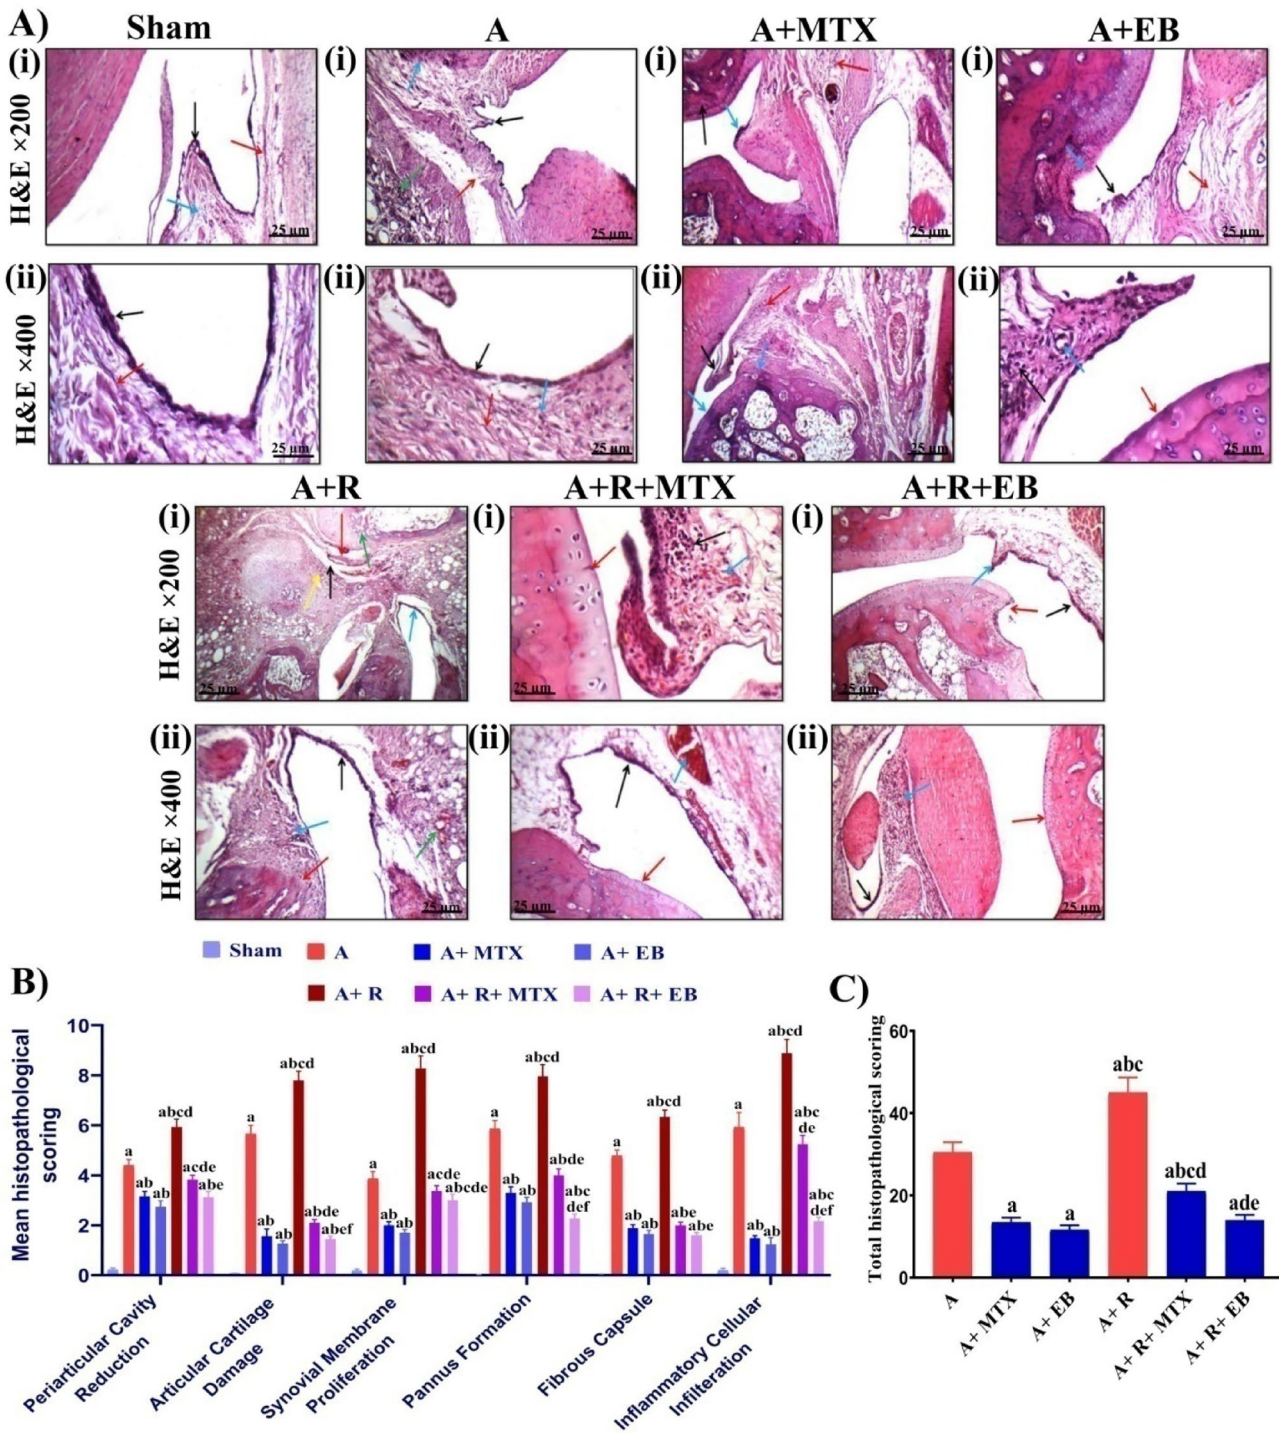 A)
Sham
A
A+MTX
A+EB
(i)
(i)
(i)
(i)
H&E ×200
25 µm
25 µm
25 µm
25 µm
(ii)
(ii)
(ii)
(ii)
H&E ×400
25 µm
25 µm
25 µm
25 µm
A+R
A+R+MTX
A+R+EB
(i)
(i)
(i)
H&E ×200
25 µm
25 µm
25 µm
(ii)
(ii)
(ii)
H&E ×400
25 µm
25 µm
25 µm
Sham
A
A+ MTX
A+ EB
A+ R
A+ R+ MTX
A+ R+ EB
B)
Mean histopathological
scoring
10
8
6
4
2
0
a
ab
ab
abcd
acde
abe
a
ab
ab
abcd
abde
abef
a
ab
ab
abcd
acde
abcde
a
ab
ab
abcd
abde
abc
def
a
ab
ab
abcd
abe
abe
a
ab
ab
abcd
abc
de
abc
def
Periarticular Cavity
Reduction
Articular Cartilage
Damage
Synovial Membrane
Proliferation
Pannus Formation
Fibrous Capsule
Inflammatory Cellular
Infilteration
C)
Total histopathological scoring
60
40
20
0
a
a
abc
abcd
ade
A
A+ MTX
A+ EB
A+ R
A+ R+ MTX
A+ R+ EB